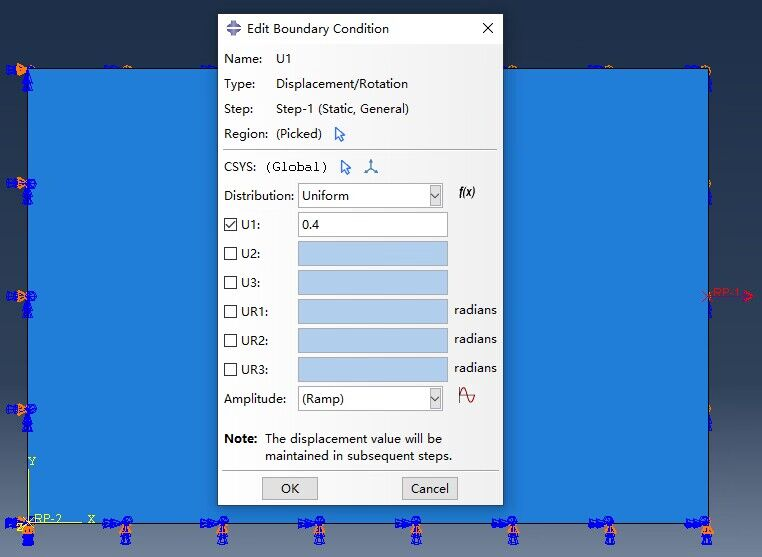 Edit Boundary Condition
Name: U1
Type: Displacement/Rotation
Step: Step-1 (Static, General)
Region: (Picked)
CSYS: (Global)
Distribution: Uniform f(x)
U1: 0.4
U2:
U3:
UR1: radians
UR2: radians
UR3: radians
Amplitude: (Ramp)
Note: The displacement value will be
maintained in subsequent steps.
OK Cancel
RP-1
Y
RP-2 X
Z